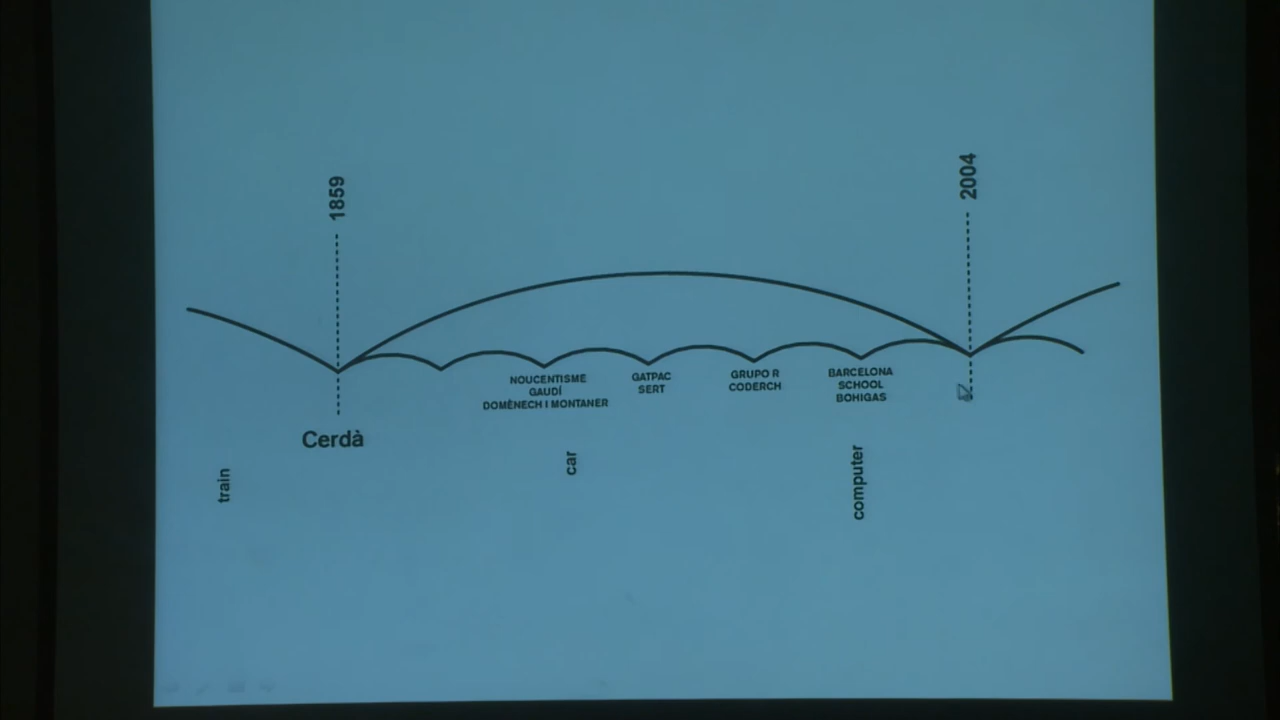 1859
2004
NOUCENTISME
GAUDÍ
DOMÈNECH I MONTANER
GATPAC
SERT
GRUPO R
CODERCH
BARCELONA
SCHOOL
BOHIGAS
Cerdà
train
car
computer